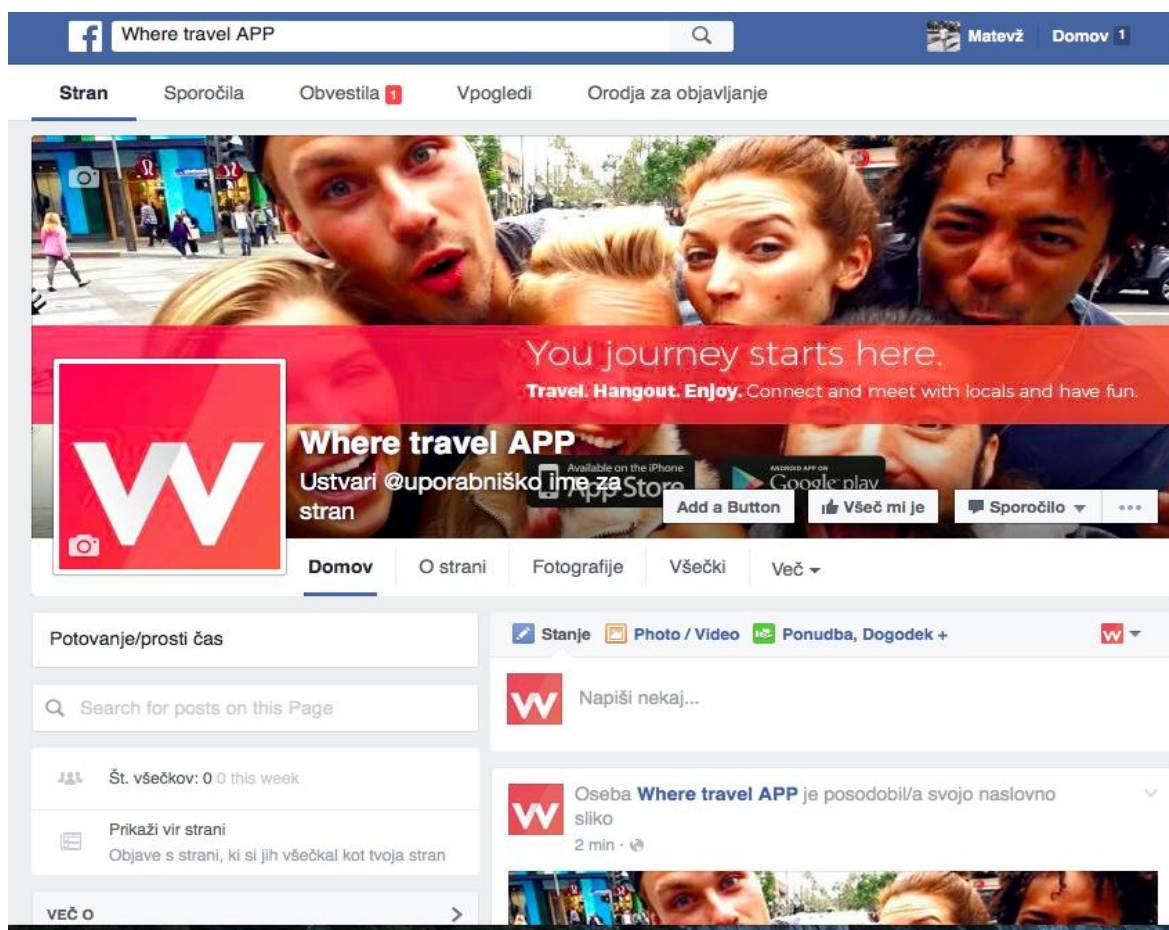 Where travel APP
Matevž Domov 1
Stran Sporočila Obvestila 1 Vpogledi Orodja za objavljanje
You journey starts here.
Travel. Hangout. Enjoy. Connect and meet with locals and have fun.
Where travel APP
Ustvari @uporabniško ime za
stran
Available on the iPhone
App Store
ANDROID APP ON
Google play
Add a Button Všeč mi je Sporočilo
Domov O strani Fotografije Všečki Več
Potovanje/prosti čas
Search for posts on this Page
Št. všečkov: 0 0 this week
Prikaži vir strani
Objave s strani, ki si jih všečkal kot tvoja stran
VEČ O
Stanje Photo / Video Ponudba, Dogodek +
Napiši nekaj...
Oseba Where travel APP je posodobil/a svojo naslovno
sliko
2 min